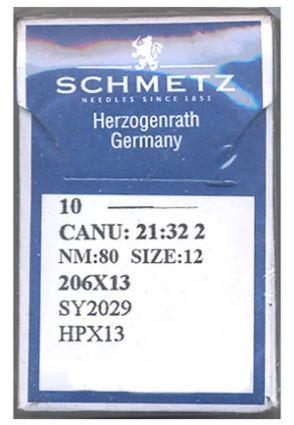 SCHMETZ
NEEDLES SINCE 1851
Herzogenrath
Germany
10
CANU: 21:32 2
NM:80 SIZE:12
206X13
SY2029
HPX13